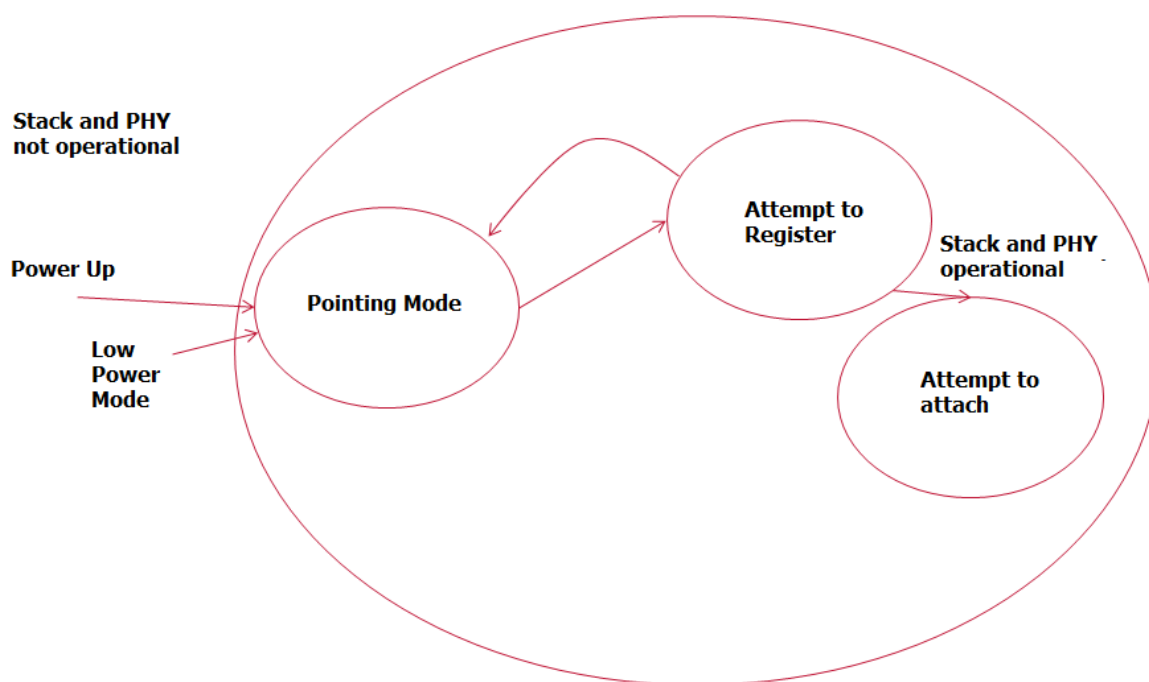 Stack and PHY
not operational
Power Up
Low
Power
Mode
Pointing Mode
Attempt to
Register
Stack and PHY
operational
Attempt to
attach